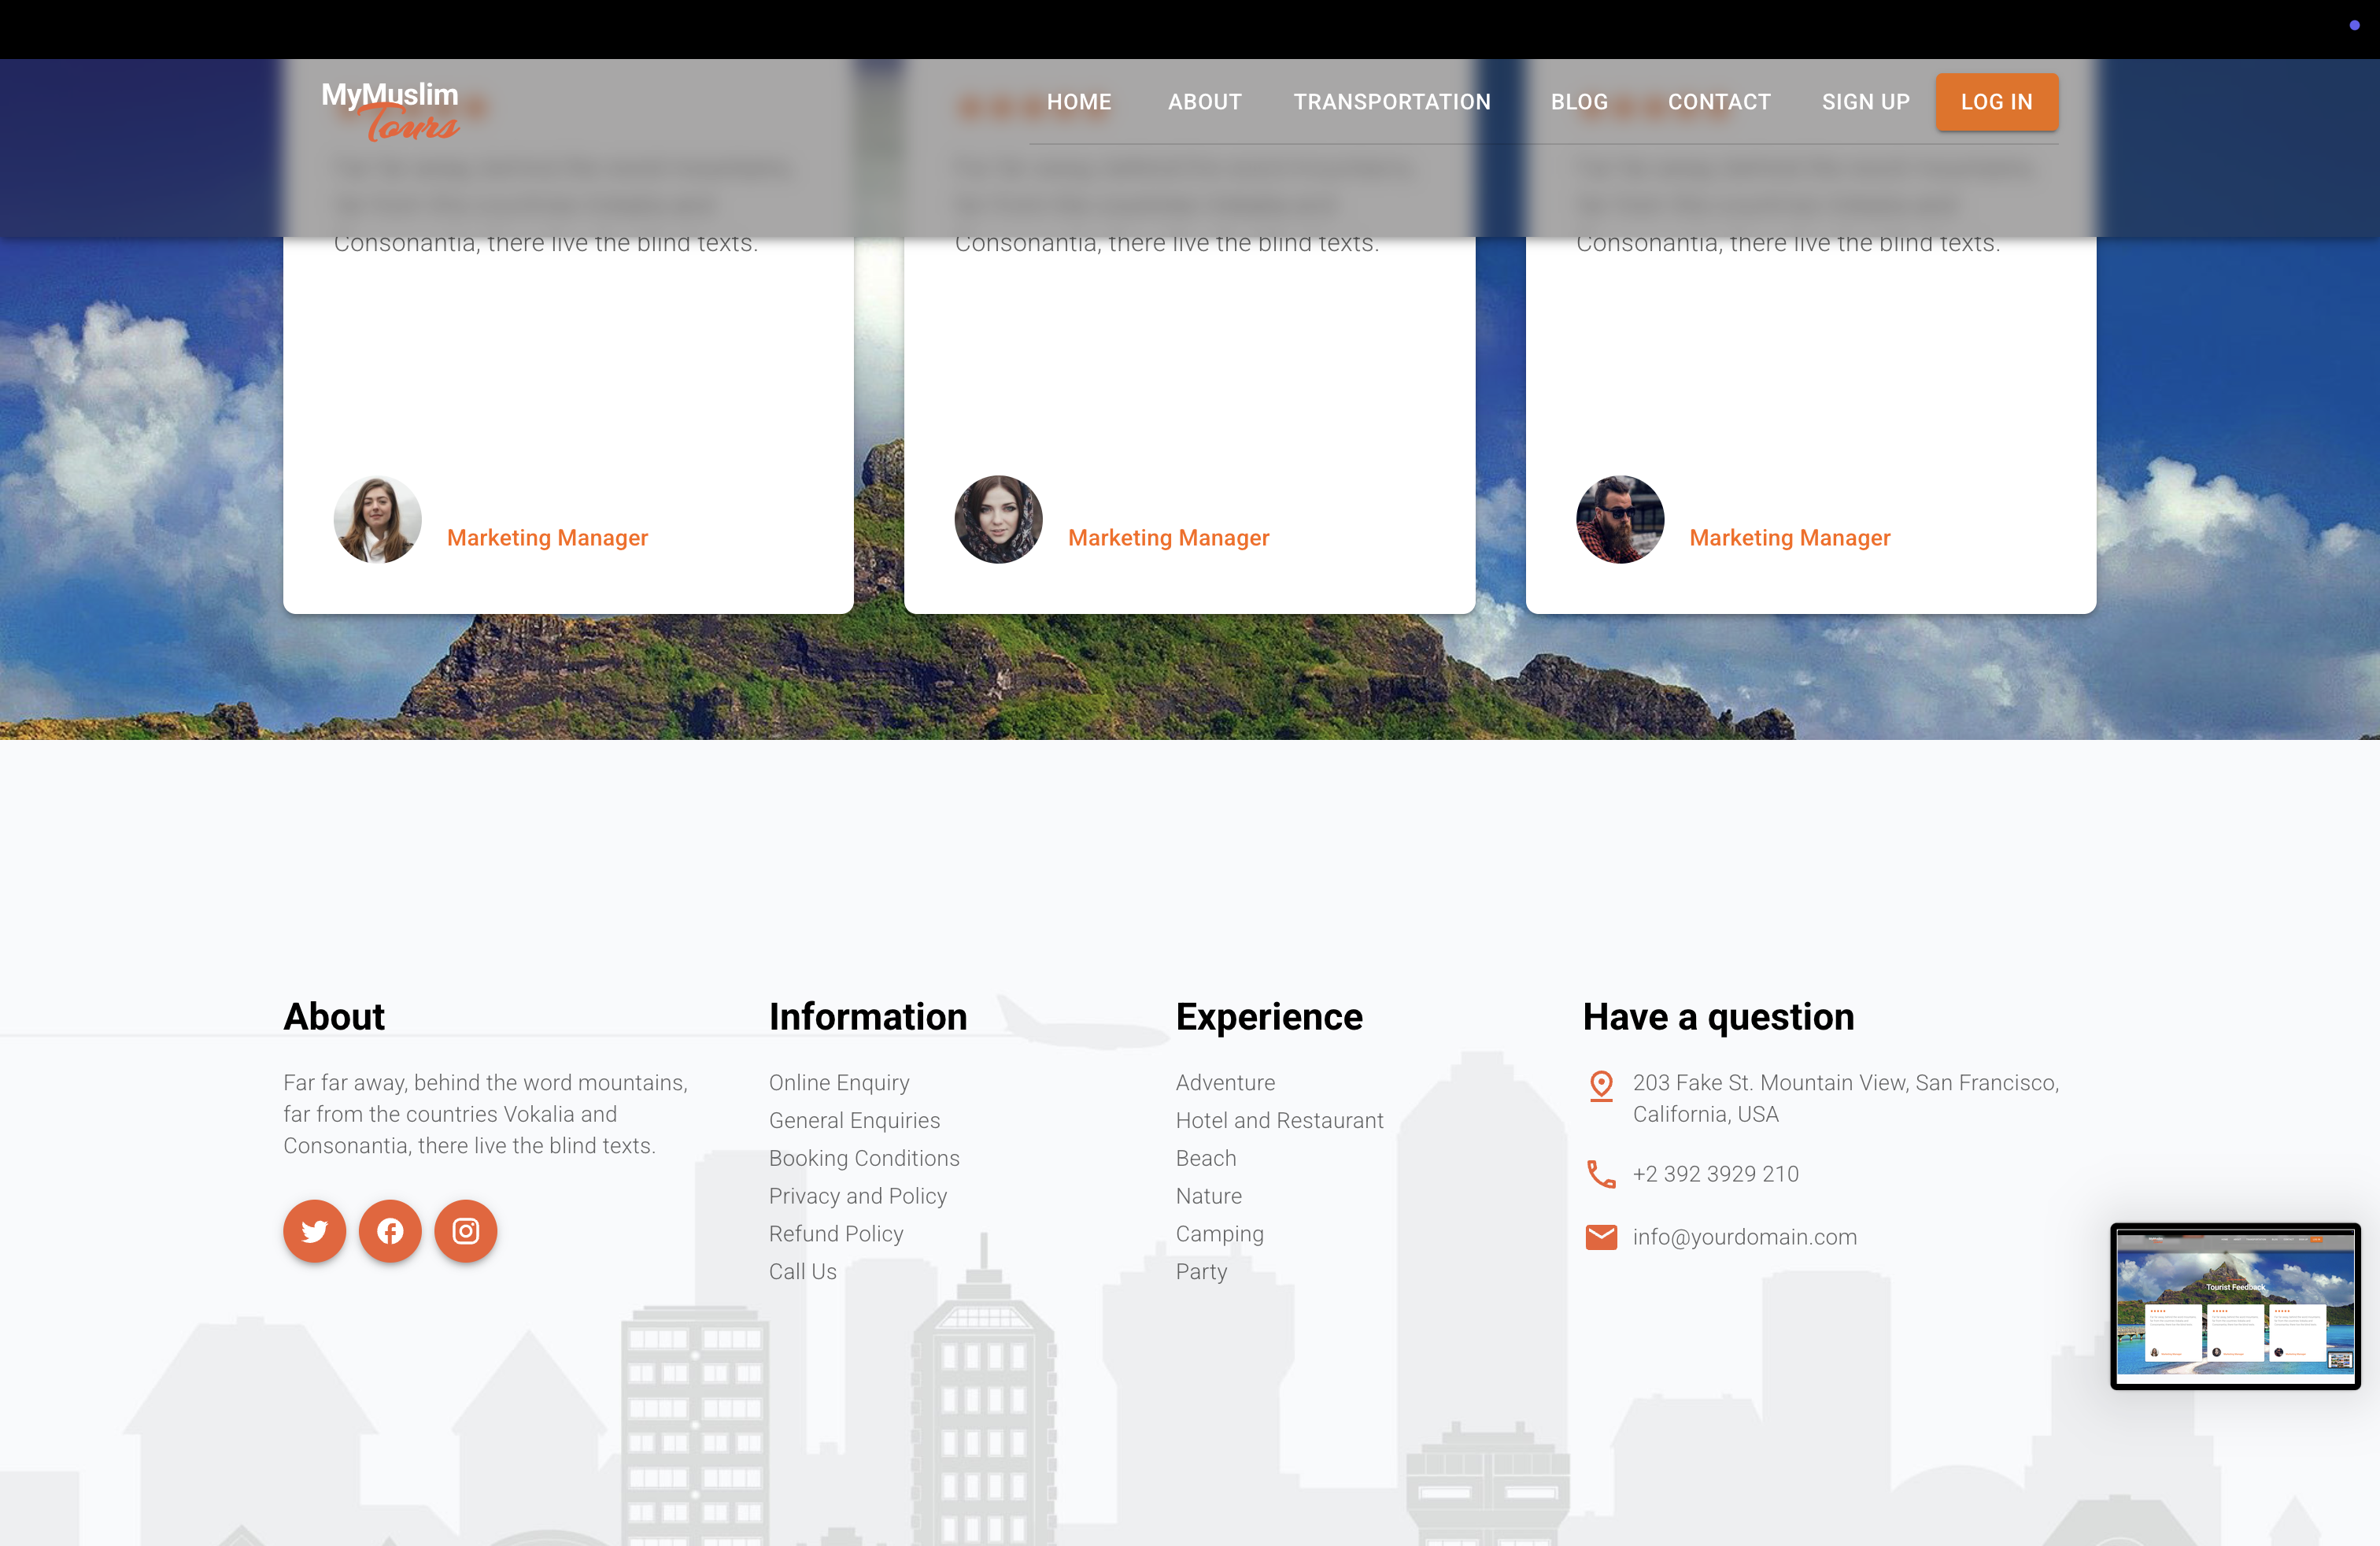 MyMuslim
Tours
HOME ABOUT TRANSPORTATION BLOG CONTACT SIGN UP LOG IN
Consonantia, there live the blind texts.
Consonantia, there live the blind texts.
Consonantia, there live the blind texts.
Marketing Manager
Marketing Manager
Marketing Manager
About
Far far away, behind the word mountains,
far from the countries Vokalia and
Consonantia, there live the blind texts.
Information
Online Enquiry
General Enquiries
Booking Conditions
Privacy and Policy
Refund Policy
Call Us
Experience
Adventure
Hotel and Restaurant
Beach
Nature
Camping
Party
Have a question
203 Fake St. Mountain View, San Francisco,
California, USA
+2 392 3929 210
info@yourdomain.com
Tourist Feedback